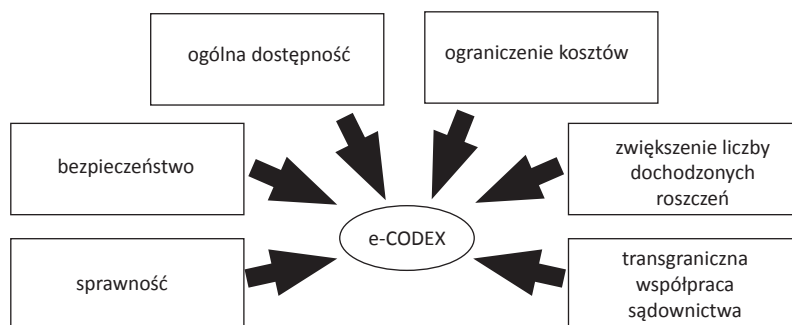 ogólna dostępność
ograniczenie kosztów
bezpieczeństwo
zwiększenie liczby
dochodzonych
roszczeń
e-CODEX
sprawność
transgraniczna
współpraca
sądownictwa